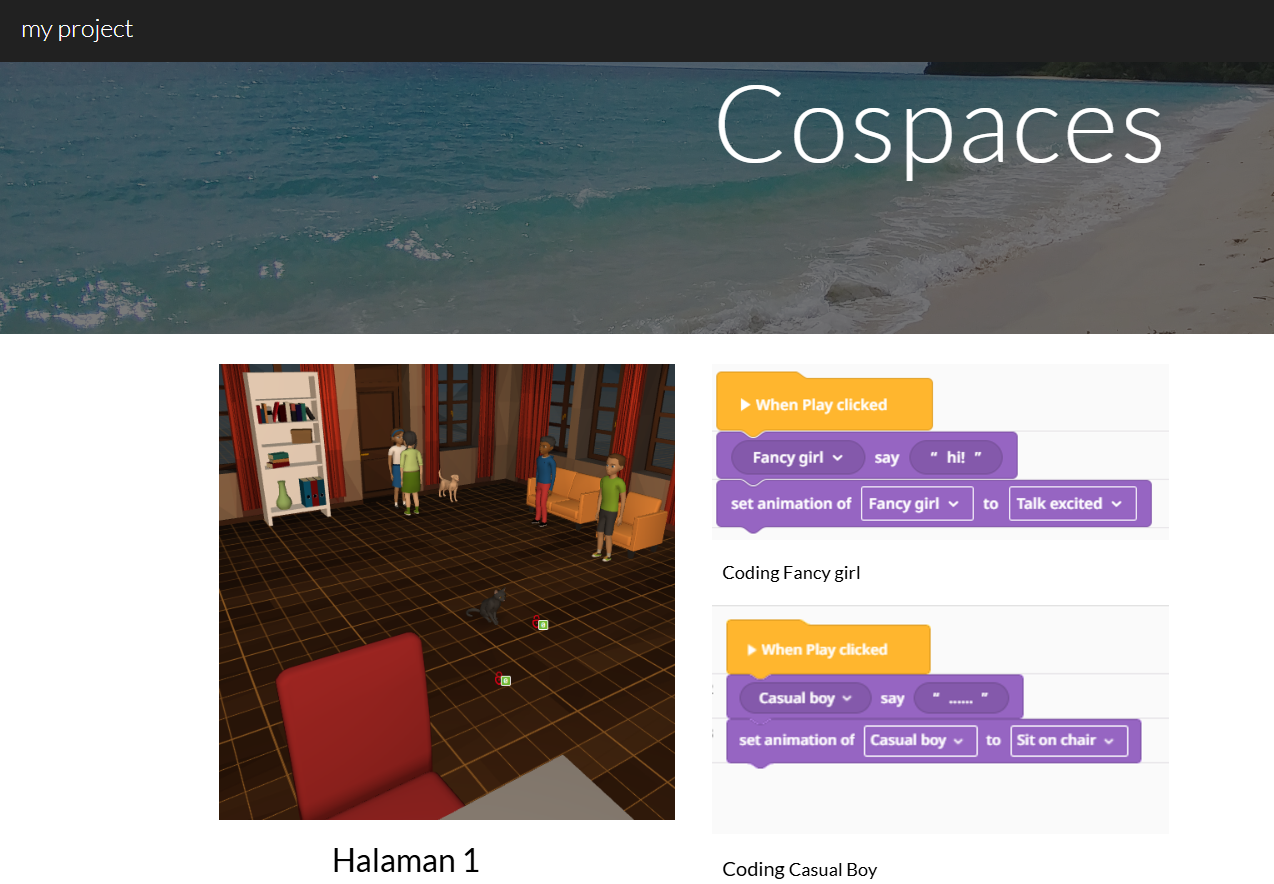 my project
Cospaces
When Play clicked
Fancy girl say “ hi! ”
set animation of Fancy girl to Talk excited
Coding Fancy girl
When Play clicked
Casual boy say “ ...... ”
set animation of Casual boy to Sit on chair
Halaman 1
Coding Casual Boy